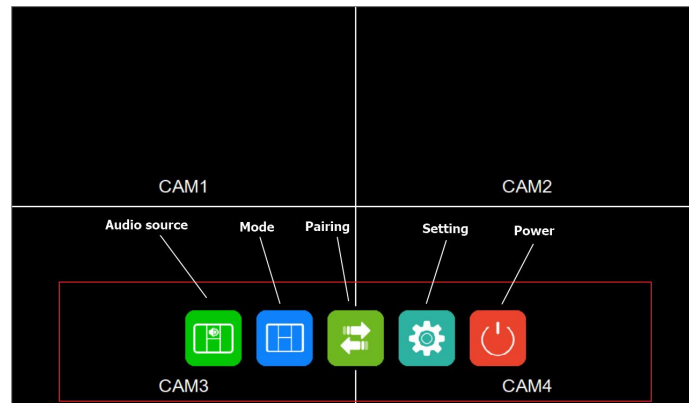 CAM1
CAM2
Audio source
Mode
Pairing
Setting
Power
CAM3
CAM4